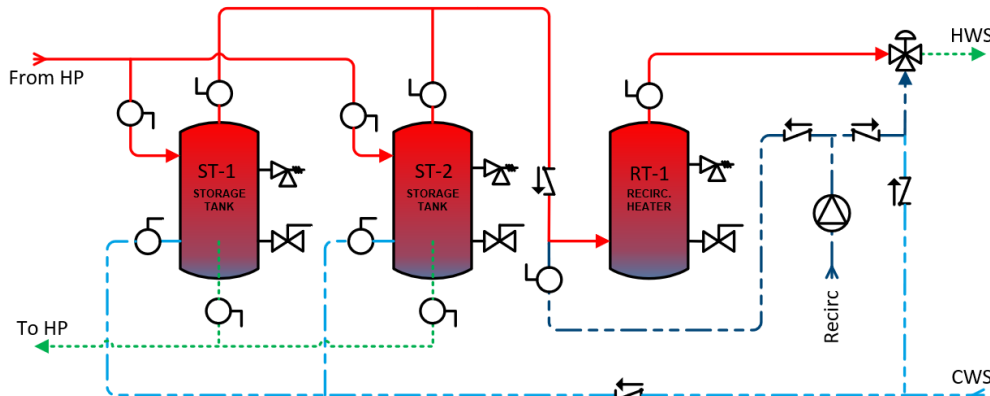 From HP
HWS
ST-1
STORAGE
TANK
ST-2
STORAGE
TANK
RT-1
RECIRC.
HEATER
To HP
Recirc
CWS